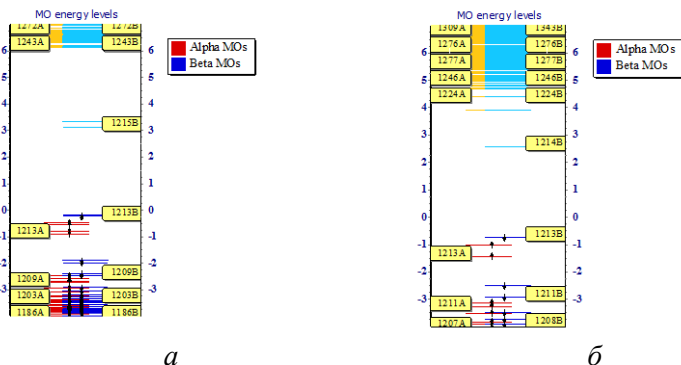 MO energy levels
1272A 1272B
1243A 1243B
6 6
5 5
4 4
1215B
3 3
2 2
1 1
0 1213B 0
1213A
-1 -1
-2 -2
1209B
1209A
-3 1203A 1203B -3
1186A 1186B
Alpha MOs
Beta MOs
а
MO energy levels
1309A 1343B
1276A 1276B
6 6
1277A 1277B
1246A 1246B
5 5
1224A 1224B
4 4
3 3
1214B
2 2
1 1
0 0
1213B
-1 -1
1213A
-2 -2
1211B
1211A
-3 -3
1207A 1208B
Alpha MOs
Beta MOs
б